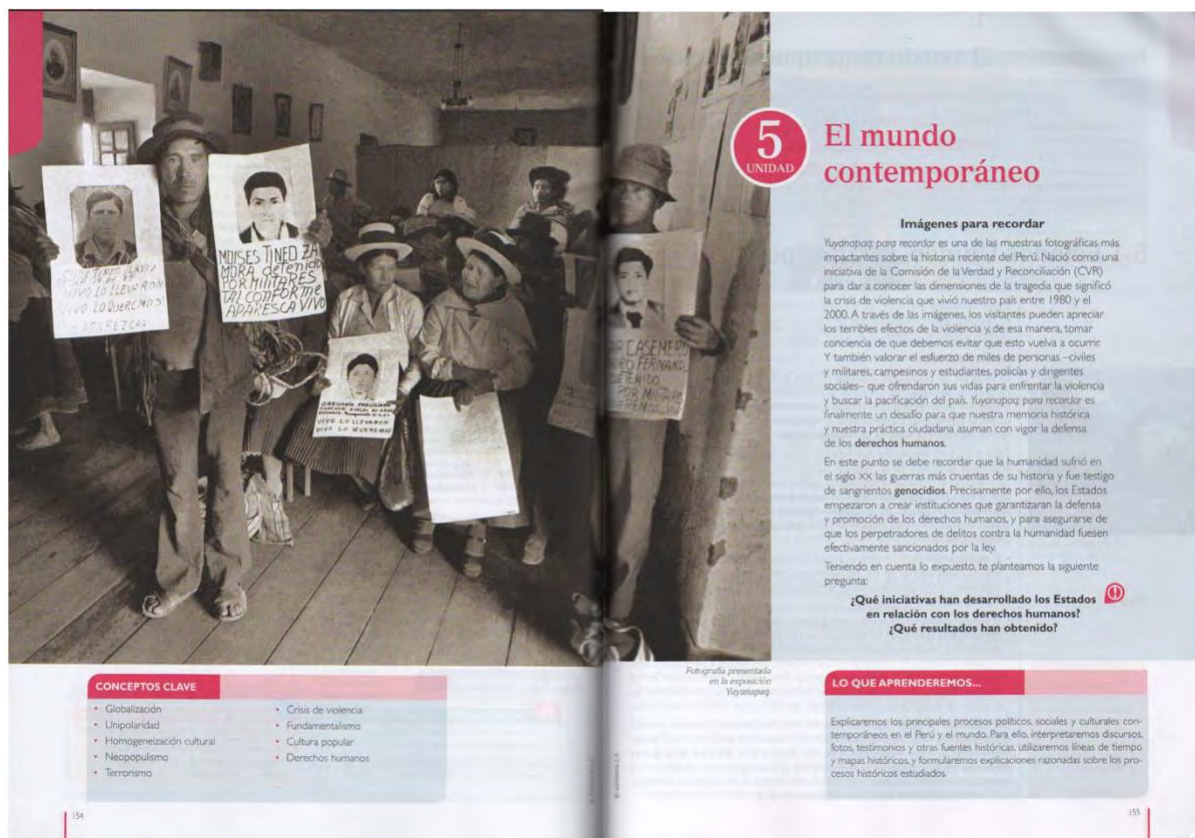 VIVO LO LLEVARON
VIVO LO QUEREMOS
APAREZCAN
MOISES TINEO ZA
MORA detenido
POR MILITARES
TAL CONFORME
APARESCA VIVO
VIVO LO LLEVARON
VIVO LO QUEREMOS
CASEMERO
FERNAND
DETENIDO
POR MILITAR
CONCEPTOS CLAVE
• Globalización
• Unipolaridad
• Homogeneización cultural
• Neopopulismo
• Terrorismo
• Crisis de violencia
• Fundamentalismo
• Cultura popular
• Derechos humanos
154
5
UNIDAD
El mundo
contemporáneo
Imágenes para recordar
Yuyanapaq: para recordar es una de las muestras fotográficas más
impactantes sobre la historia reciente del Perú. Nació como una
iniciativa de la Comisión de la Verdad y Reconciliación (CVR)
para dar a conocer las dimensiones de la tragedia que significó
la crisis de violencia que vivió nuestro país entre 1980 y el
2000. A través de las imágenes, los visitantes pueden apreciar
los terribles efectos de la violencia y, de esa manera, tomar
conciencia de que debemos evitar que esto vuelva a ocurrir.
Y también valorar el esfuerzo de miles de personas –civiles
y militares, campesinos y estudiantes, policías y dirigentes
sociales– que ofrendaron sus vidas para enfrentar la violencia
y buscar la pacificación del país. Yuyanapaq: para recordar es
finalmente un desafío para que nuestra memoria histórica
y nuestra práctica ciudadana asuman con vigor la defensa
de los derechos humanos.
En este punto se debe recordar que la humanidad sufrió en
el siglo XX las guerras más cruentas de su historia y fue testigo
de sangrientos genocidios. Precisamente por ello, los Estados
empezaron a crear instituciones que garantizaran la defensa
y promoción de los derechos humanos, y para asegurarse de
que los perpetradores de delitos contra la humanidad fuesen
efectivamente sancionados por la ley.
Teniendo en cuenta lo expuesto, te planteamos la siguiente
pregunta:
¿Qué iniciativas han desarrollado los Estados
en relación con los derechos humanos?
¿Qué resultados han obtenido?
Fotografía presentada
en la exposición
Yuyanapaq.
LO QUE APRENDEREMOS...
Explicaremos los principales procesos políticos, sociales y culturales con-
temporáneos en el Perú y el mundo. Para ello, interpretaremos discursos,
fotos, testimonios y otras fuentes históricas, utilizaremos líneas de tiempo
y mapas históricos, y formularemos explicaciones razonadas sobre los pro-
cesos históricos estudiados.
155